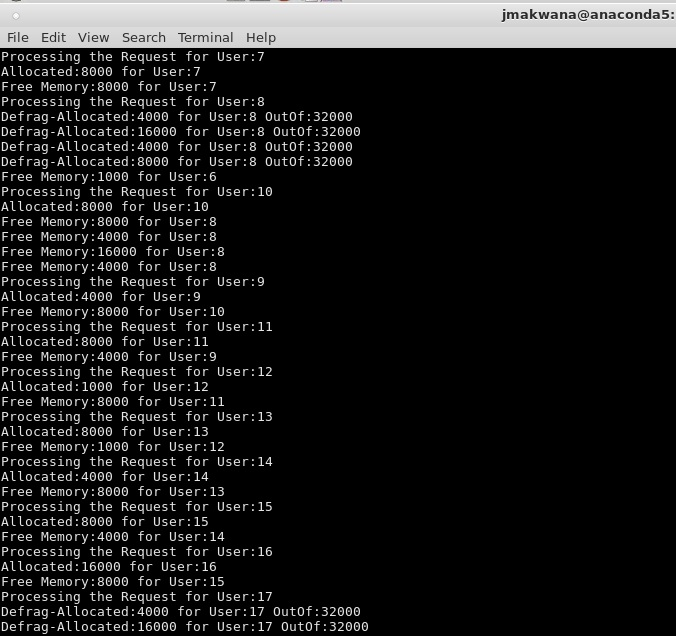 jmakwana@anaconda5:
File Edit View Search Terminal Help
Processing the Request for User:7
Allocated:8000 for User:7
Free Memory:8000 for User:7
Processing the Request for User:8
Defrag-Allocated:4000 for User:8 OutOf:32000
Defrag-Allocated:16000 for User:8 OutOf:32000
Defrag-Allocated:4000 for User:8 OutOf:32000
Defrag-Allocated:8000 for User:8 OutOf:32000
Free Memory:1000 for User:6
Processing the Request for User:10
Allocated:8000 for User:10
Free Memory:8000 for User:8
Free Memory:4000 for User:8
Free Memory:16000 for User:8
Free Memory:4000 for User:8
Processing the Request for User:9
Allocated:4000 for User:9
Free Memory:8000 for User:10
Processing the Request for User:11
Allocated:8000 for User:11
Free Memory:4000 for User:9
Processing the Request for User:12
Allocated:1000 for User:12
Free Memory:8000 for User:11
Processing the Request for User:13
Allocated:8000 for User:13
Free Memory:1000 for User:12
Processing the Request for User:14
Allocated:4000 for User:14
Free Memory:8000 for User:13
Processing the Request for User:15
Allocated:8000 for User:15
Free Memory:4000 for User:14
Processing the Request for User:16
Allocated:16000 for User:16
Free Memory:8000 for User:15
Processing the Request for User:17
Defrag-Allocated:4000 for User:17 OutOf:32000
Defrag-Allocated:16000 for User:17 OutOf:32000